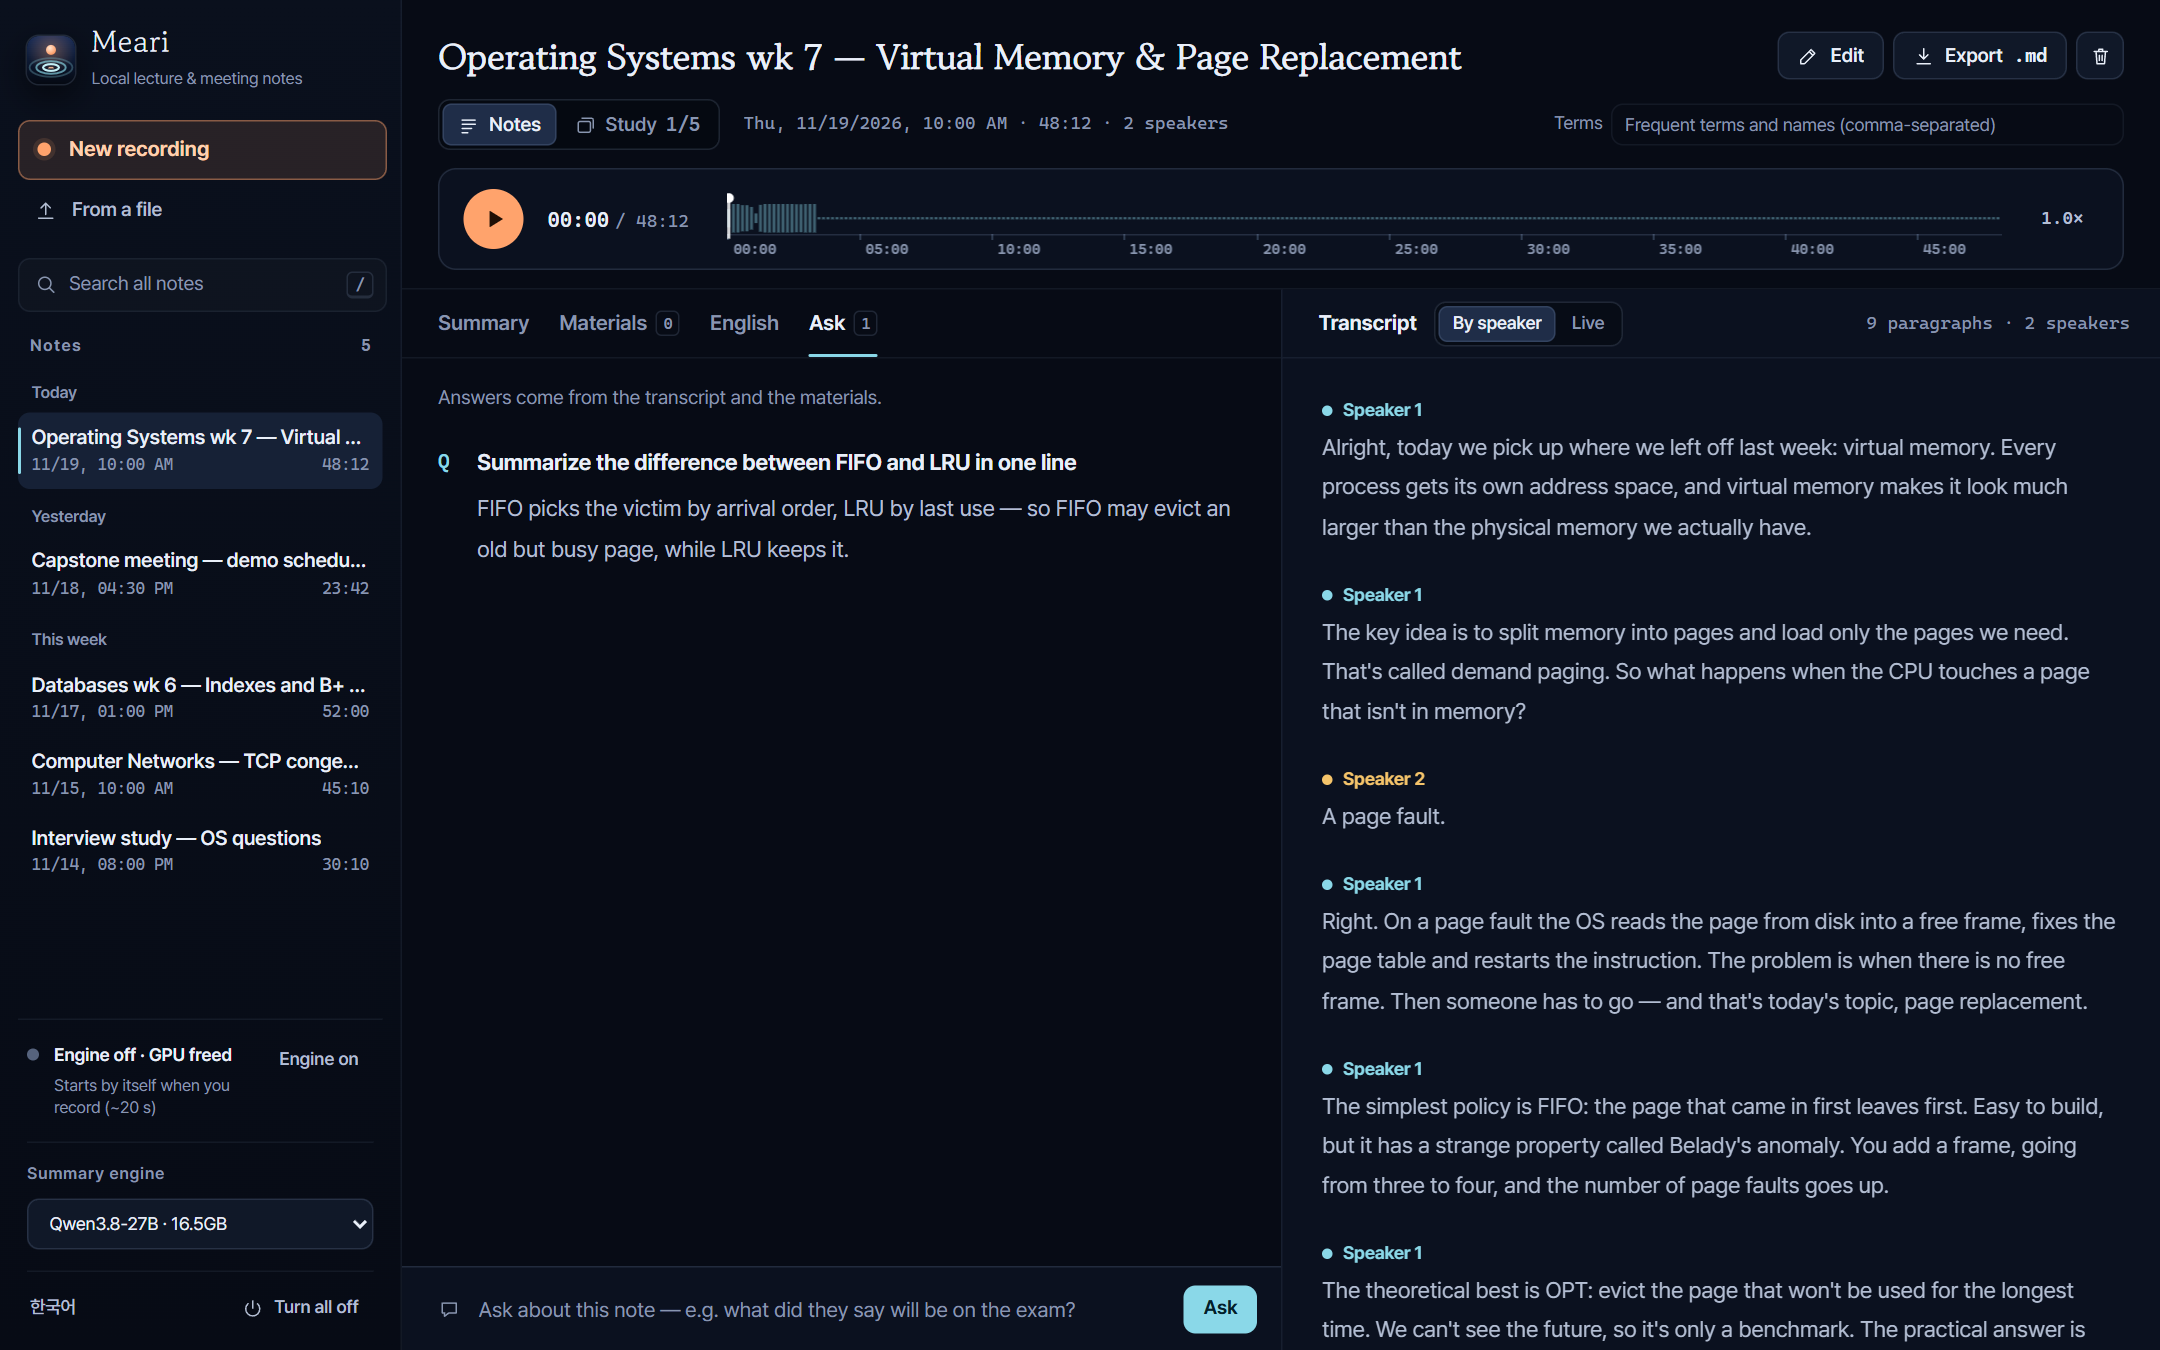 Meari
Local lecture & meeting notes
New recording
From a file
Search all notes /
Notes 5
Today
Operating Systems wk 7 — Virtual ...
11/19, 10:00 AM 48:12
Yesterday
Capstone meeting — demo schedu...
11/18, 04:30 PM 23:42
This week
Databases wk 6 — Indexes and B+ ...
11/17, 01:00 PM 52:00
Computer Networks — TCP conge...
11/15, 10:00 AM 45:10
Interview study — OS questions
11/14, 08:00 PM 30:10
Engine off · GPU freed Engine on
Starts by itself when you
record (~20 s)
Summary engine
Qwen3.8-27B · 16.5GB
한국어 Turn all off
Operating Systems wk 7 — Virtual Memory & Page Replacement
Edit Export .md
Notes Study 1/5 Thu, 11/19/2026, 10:00 AM · 48:12 · 2 speakers Terms Frequent terms and names (comma-separated)
00:00 / 48:12 1.0×
00:00 05:00 10:00 15:00 20:00 25:00 30:00 35:00 40:00 45:00
Summary Materials 0 English Ask 1
Answers come from the transcript and the materials.
Q Summarize the difference between FIFO and LRU in one line
FIFO picks the victim by arrival order, LRU by last use — so FIFO may evict an
old but busy page, while LRU keeps it.
Ask about this note — e.g. what did they say will be on the exam? Ask
Transcript By speaker Live 9 paragraphs · 2 speakers
Speaker 1
Alright, today we pick up where we left off last week: virtual memory. Every
process gets its own address space, and virtual memory makes it look much
larger than the physical memory we actually have.
Speaker 1
The key idea is to split memory into pages and load only the pages we need.
That's called demand paging. So what happens when the CPU touches a page
that isn't in memory?
Speaker 2
A page fault.
Speaker 1
Right. On a page fault the OS reads the page from disk into a free frame, fixes the
page table and restarts the instruction. The problem is when there is no free
frame. Then someone has to go — and that's today's topic, page replacement.
Speaker 1
The simplest policy is FIFO: the page that came in first leaves first. Easy to build,
but it has a strange property called Belady's anomaly. You add a frame, going
from three to four, and the number of page faults goes up.
Speaker 1
The theoretical best is OPT: evict the page that won't be used for the longest
time. We can't see the future, so it's only a benchmark. The practical answer is